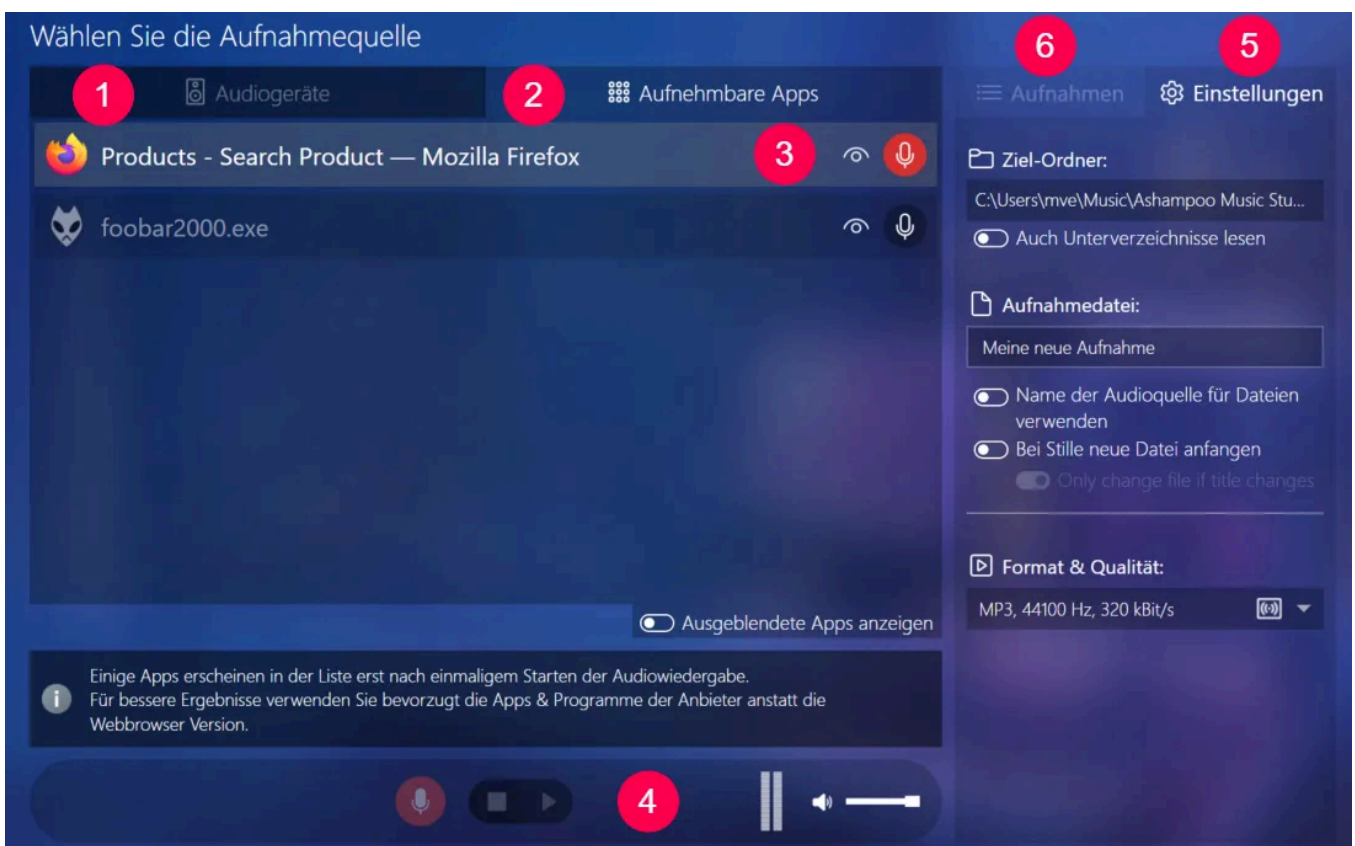 Wählen Sie die Aufnahmequelle
1 Audiogeräte 2 Aufnehmbare Apps
Products - Search Product — Mozilla Firefox 3
foobar2000.exe
Ausgeblendete Apps anzeigen
Einige Apps erscheinen in der Liste erst nach einmaligem Starten der Audiowiedergabe.
Für bessere Ergebnisse verwenden Sie bevorzugt die Apps & Programme der Anbieter anstatt die
Webbrowser Version.
4
6 5
Aufnahmen Einstellungen
Ziel-Ordner:
C:\Users\mve\Music\Ashampoo Music Stu...
Auch Unterverzeichnisse lesen
Aufnahmedatei:
Meine neue Aufnahme
Name der Audioquelle für Dateien
verwenden
Bei Stille neue Datei anfangen
Only change file if title changes
Format & Qualität:
MP3, 44100 Hz, 320 kBit/s